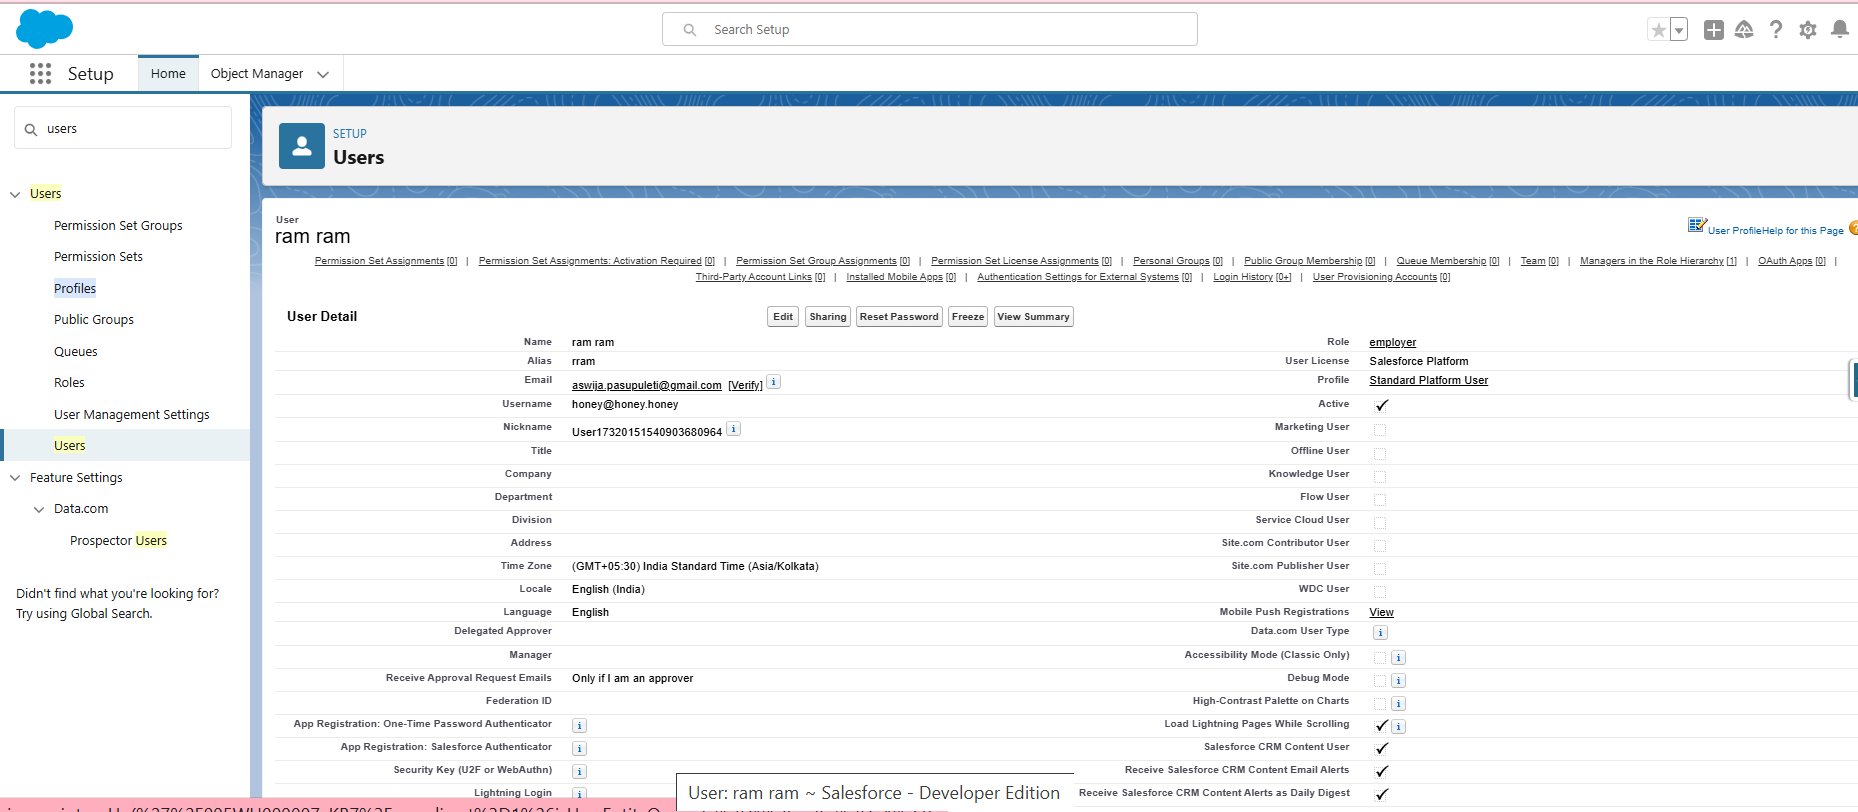 Search Setup
Setup
Home
Object Manager
users
Users
Permission Set Groups
Permission Sets
Profiles
Public Groups
Queues
Roles
User Management Settings
Users
Feature Settings
Data.com
Prospector Users
Didn't find what you're looking for?
Try using Global Search.
SETUP
Users
User
ram ram
User Profile Help for this Page
Permission Set Assignments [0] | Permission Set Assignments: Activation Required [0] | Permission Set Group Assignments [0] | Permission Set License Assignments [0] | Personal Groups [0] | Public Group Membership [0] | Queue Membership [0] | Team [0] | Managers in the Role Hierarchy [1] | OAuth Apps [0] |
Third-Party Account Links [0] | Installed Mobile Apps [0] | Authentication Settings for External Systems [0] | Login History [0+] | User Provisioning Accounts [0]
User Detail
Edit Sharing Reset Password Freeze View Summary
Name ram ram Role employer
Alias rram User License Salesforce Platform
Email aswija.pasupuleti@gmail.com [Verify] i Profile Standard Platform User
Username honey@honey.honey Active ✓
Nickname User17320151540903680964 i Marketing User
Title Offline User
Company Knowledge User
Department Flow User
Division Service Cloud User
Address Site.com Contributor User
Time Zone (GMT+05:30) India Standard Time (Asia/Kolkata) Site.com Publisher User
Locale English (India) WDC User
Language English Mobile Push Registrations View
Delegated Approver Data.com User Type i
Manager Accessibility Mode (Classic Only) i
Receive Approval Request Emails Only if I am an approver Debug Mode i
Federation ID High-Contrast Palette on Charts i
App Registration: One-Time Password Authenticator i Load Lightning Pages While Scrolling ✓ i
App Registration: Salesforce Authenticator i Salesforce CRM Content User ✓
Security Key (U2F or WebAuthn) i Receive Salesforce CRM Content Email Alerts ✓
Lightning Login i Receive Salesforce CRM Content Alerts as Daily Digest ✓
User: ram ram ~ Salesforce - Developer Edition